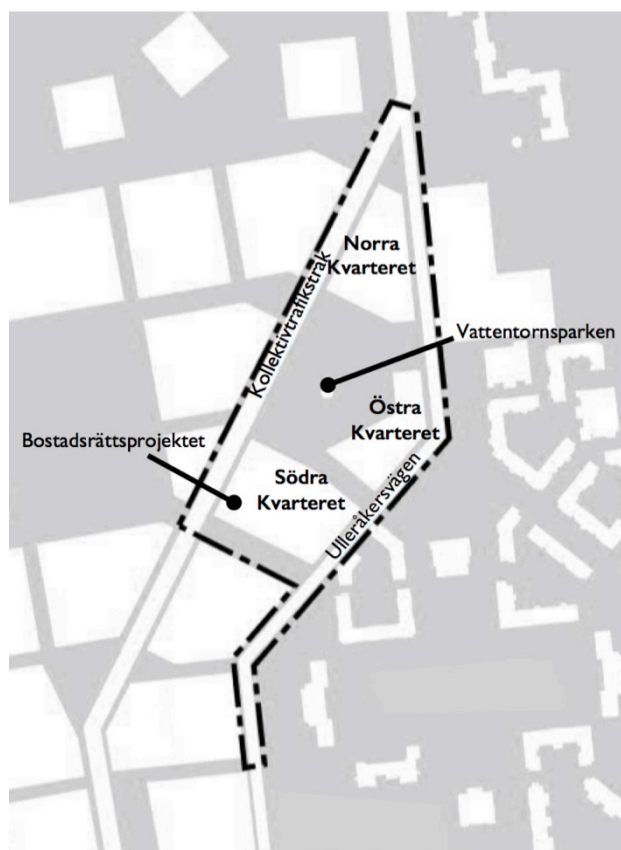 Norra
Kvarteret
Kollektivtrafikstråk
Vattentornsparken
Östra
Kvarteret
Bostadsrättsprojektet
Södra
Kvarteret
Ulleråkersvägen